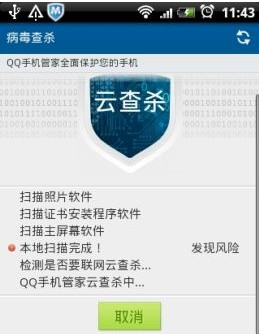 11:43
病毒查杀
QQ手机管家全面保护您的手机
云查杀
扫描照片软件
扫描证书安装程序软件
扫描主屏幕软件
本地扫描完成！ 发现风险
检测是否要联网云查杀...
QQ手机管家云查杀中...
取消